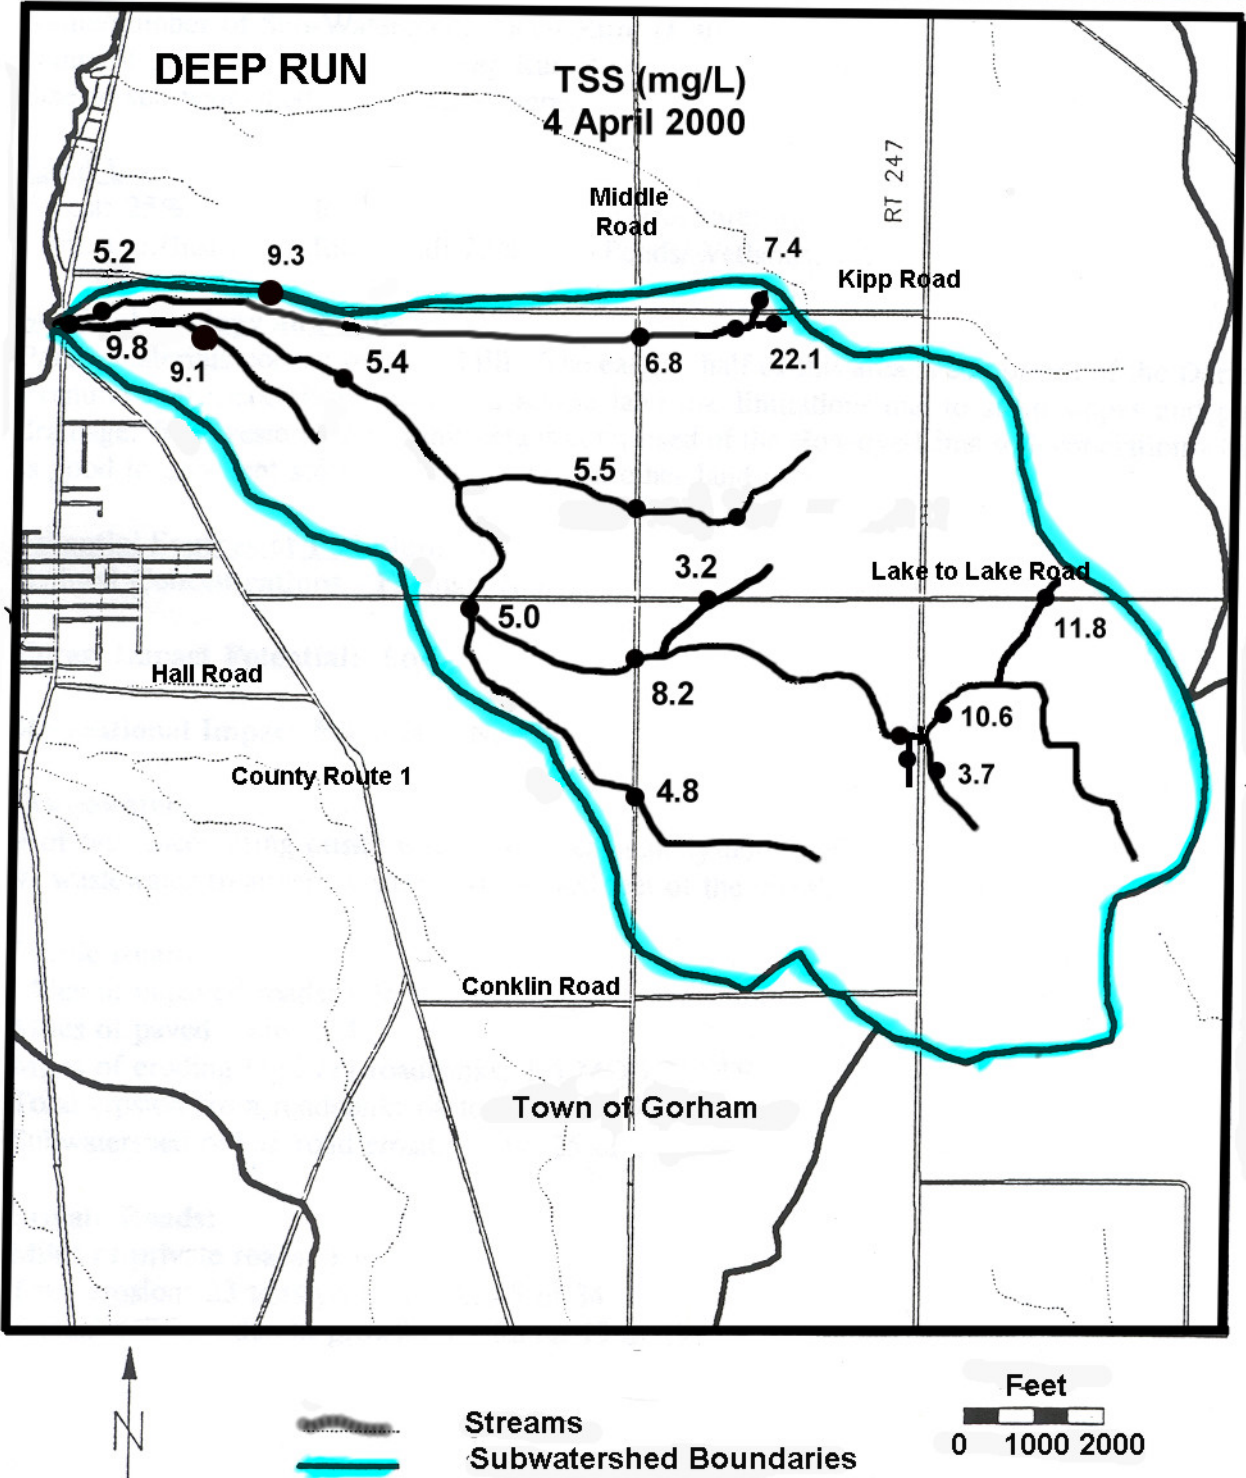 DEEP RUN
TSS (mg/L)
4 April 2000
RT 247
Middle
Road
5.2
9.3
7.4
Kipp Road
9.8
9.1
5.4
6.8
22.1
5.5
3.2
Lake to Lake Road
5.0
11.8
Hall Road
8.2
10.6
County Route 1
3.7
4.8
Conklin Road
Town of Gorham
N
Feet
0 1000 2000
Streams
Subwatershed Boundaries